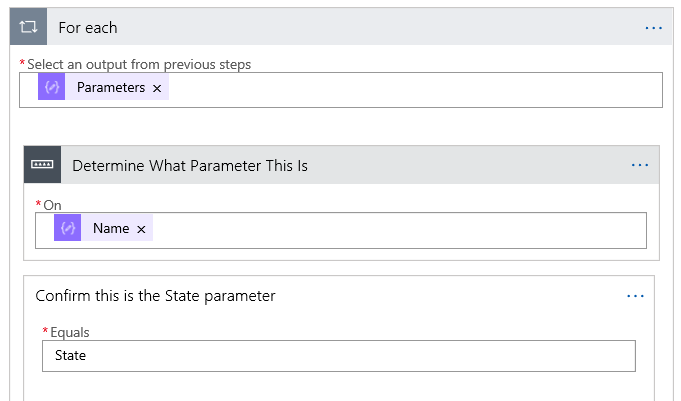 For each
* Select an output from previous steps
Parameters ×
Determine What Parameter This Is
* On
Name ×
Confirm this is the State parameter
* Equals
State